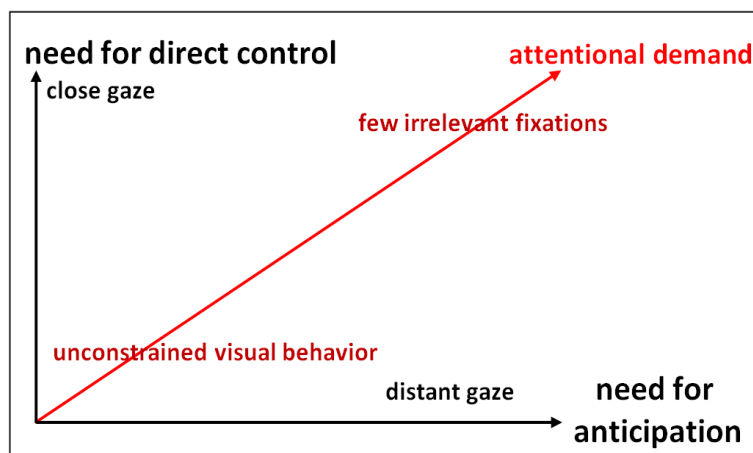 need for direct control
attentional demand
close gaze
few irrelevant fixations
unconstrained visual behavior
distant gaze
need for
anticipation